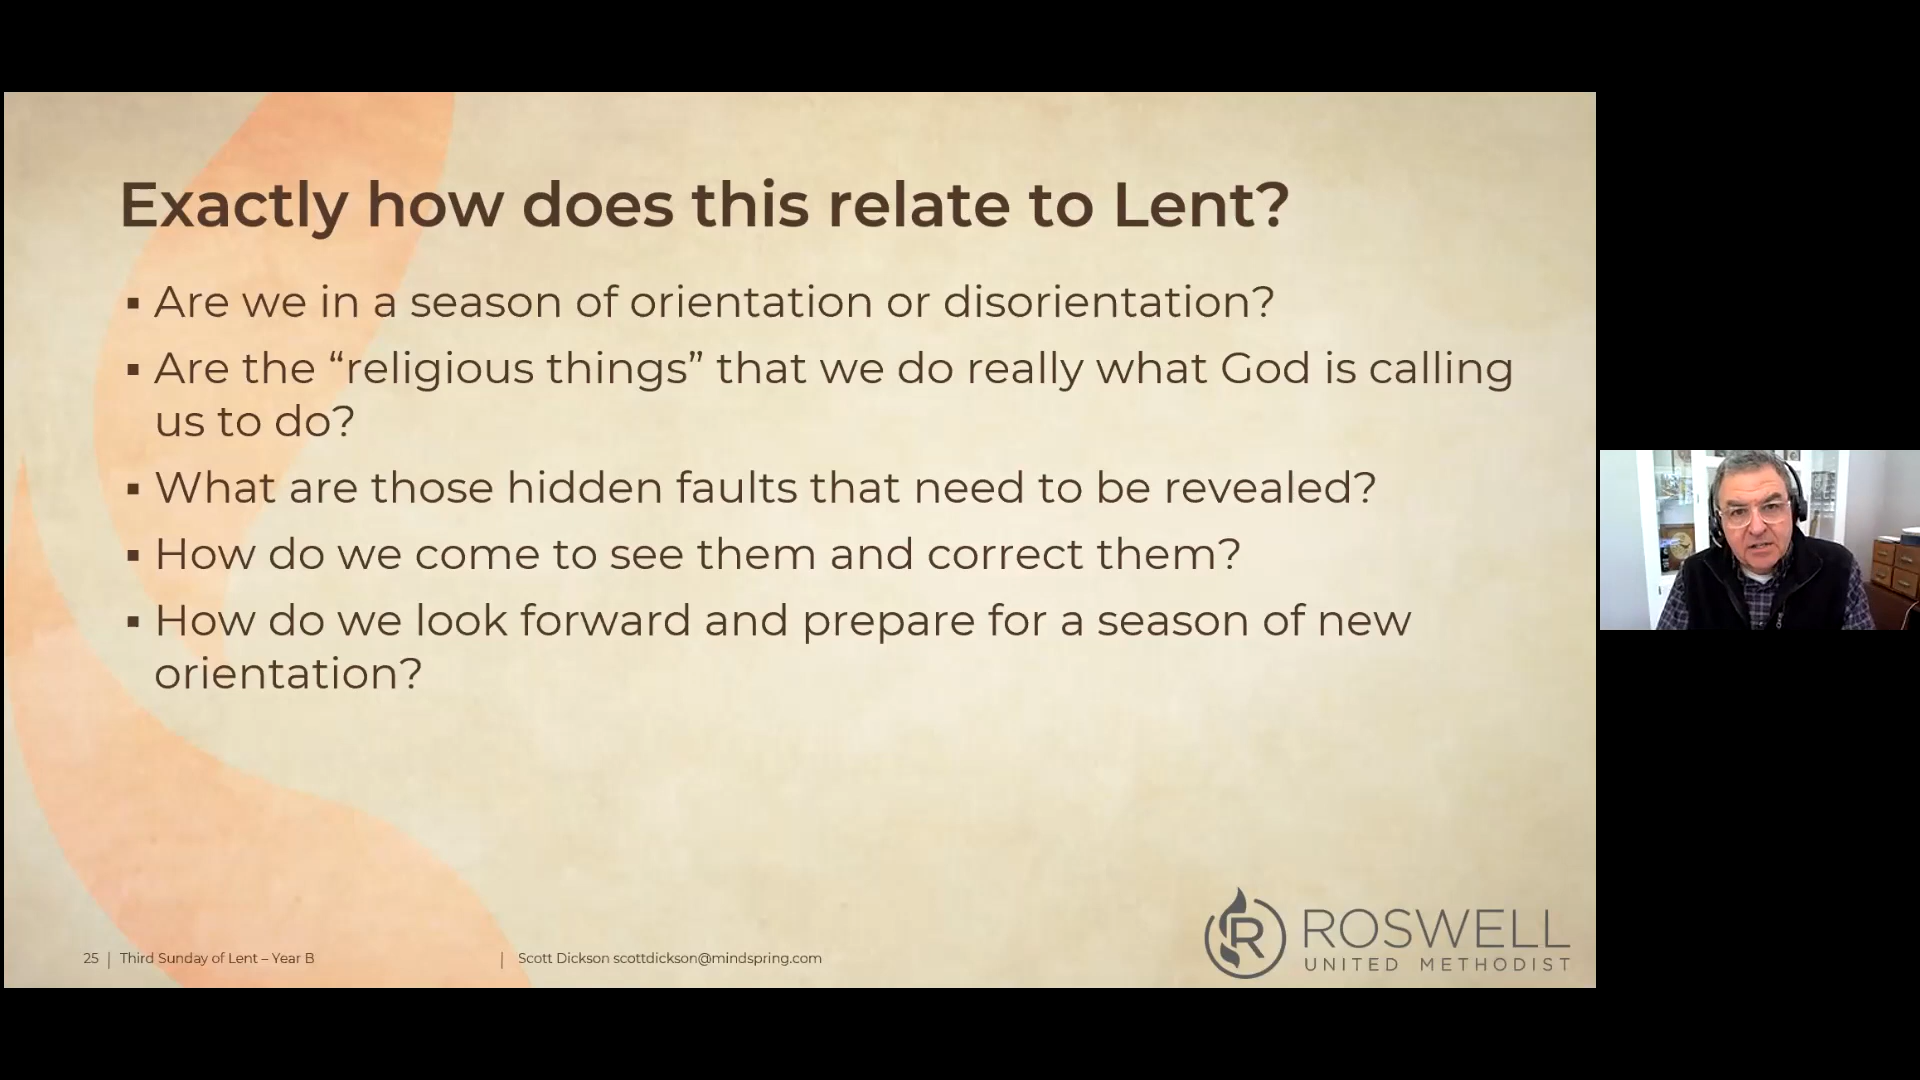 Exactly how does this relate to Lent?
▪ Are we in a season of orientation or disorientation?
▪ Are the “religious things” that we do really what God is calling
us to do?
▪ What are those hidden faults that need to be revealed?
▪ How do we come to see them and correct them?
▪ How do we look forward and prepare for a season of new
orientation?
25 | Third Sunday of Lent – Year B | Scott Dickson scottdickson@mindspring.com
R ROSWELL
UNITED METHODIST